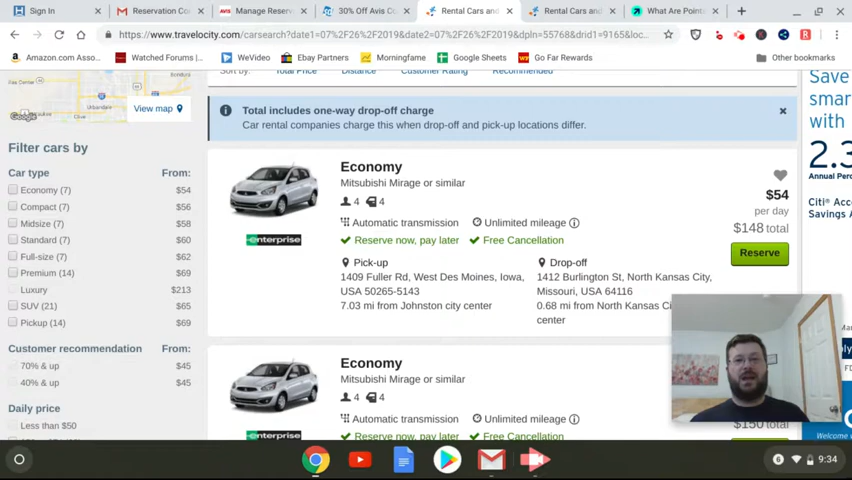 Sign In
Reservation Co
AVIS
Manage Reserv
30% Off Avis Co
Rental Cars and
Rental Cars and
What Are Point
https://www.travelocity.com/carsearch?date1=07%2F26%2F2019&date2=07%2F26%2F2019&dpln=55768&drid1=9165&loc...
Amazon.com Asso...
Watched Forums |...
WeVideo
Ebay Partners
Morningfame
Google Sheets
Go Far Rewards
Other bookmarks
Sort by:
Total Price
Distance
Customer Rating
Recommended
Urbandale
Google
View map
Total includes one-way drop-off charge
Car rental companies charge this when drop-off and pick-up locations differ.
Filter cars by
Car type From:
Economy (7) $54
Compact (7) $56
Midsize (7) $58
Standard (7) $60
Full-size (7) $62
Premium (14) $69
Luxury $213
SUV (21) $65
Pickup (14) $69
Customer recommendation From:
70% & up $45
40% & up $45
Daily price From:
Less than $50
Economy
Mitsubishi Mirage or similar
4 4
Automatic transmission Unlimited mileage
Reserve now, pay later Free Cancellation
enterprise
Pick-up
1409 Fuller Rd, West Des Moines, Iowa,
USA 50265-5143
7.03 mi from Johnston city center
Drop-off
1412 Burlington St, North Kansas City,
Missouri, USA 64116
0.68 mi from North Kansas Ci
center
$54
per day
$148 total
Reserve
Economy
Mitsubishi Mirage or similar
4 4
Automatic transmission Unlimited mileage
Reserve now, pay later Free Cancellation
enterprise
$150 total
Save
smar
with
2.3
Annual Perc
Citi® Acce
Savings A
Welcome
6 9:34